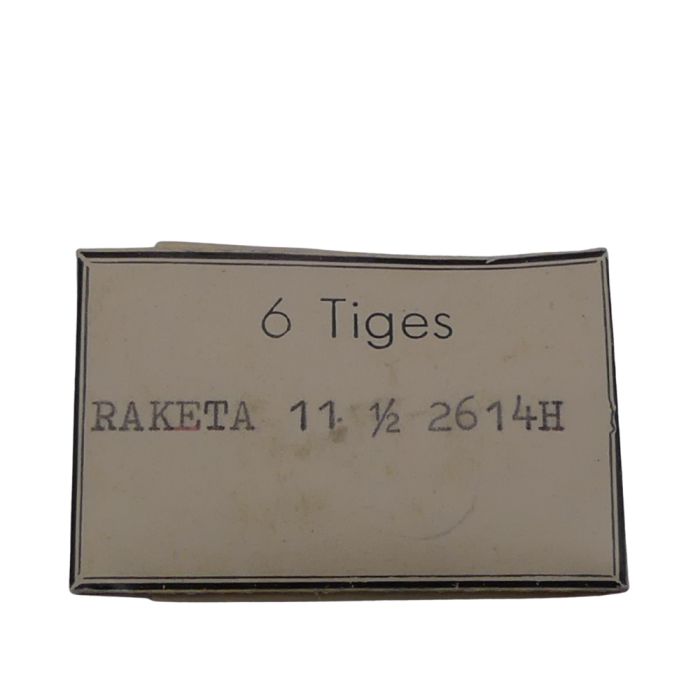 6 Tiges
RAKETA 11 ½ 2614H